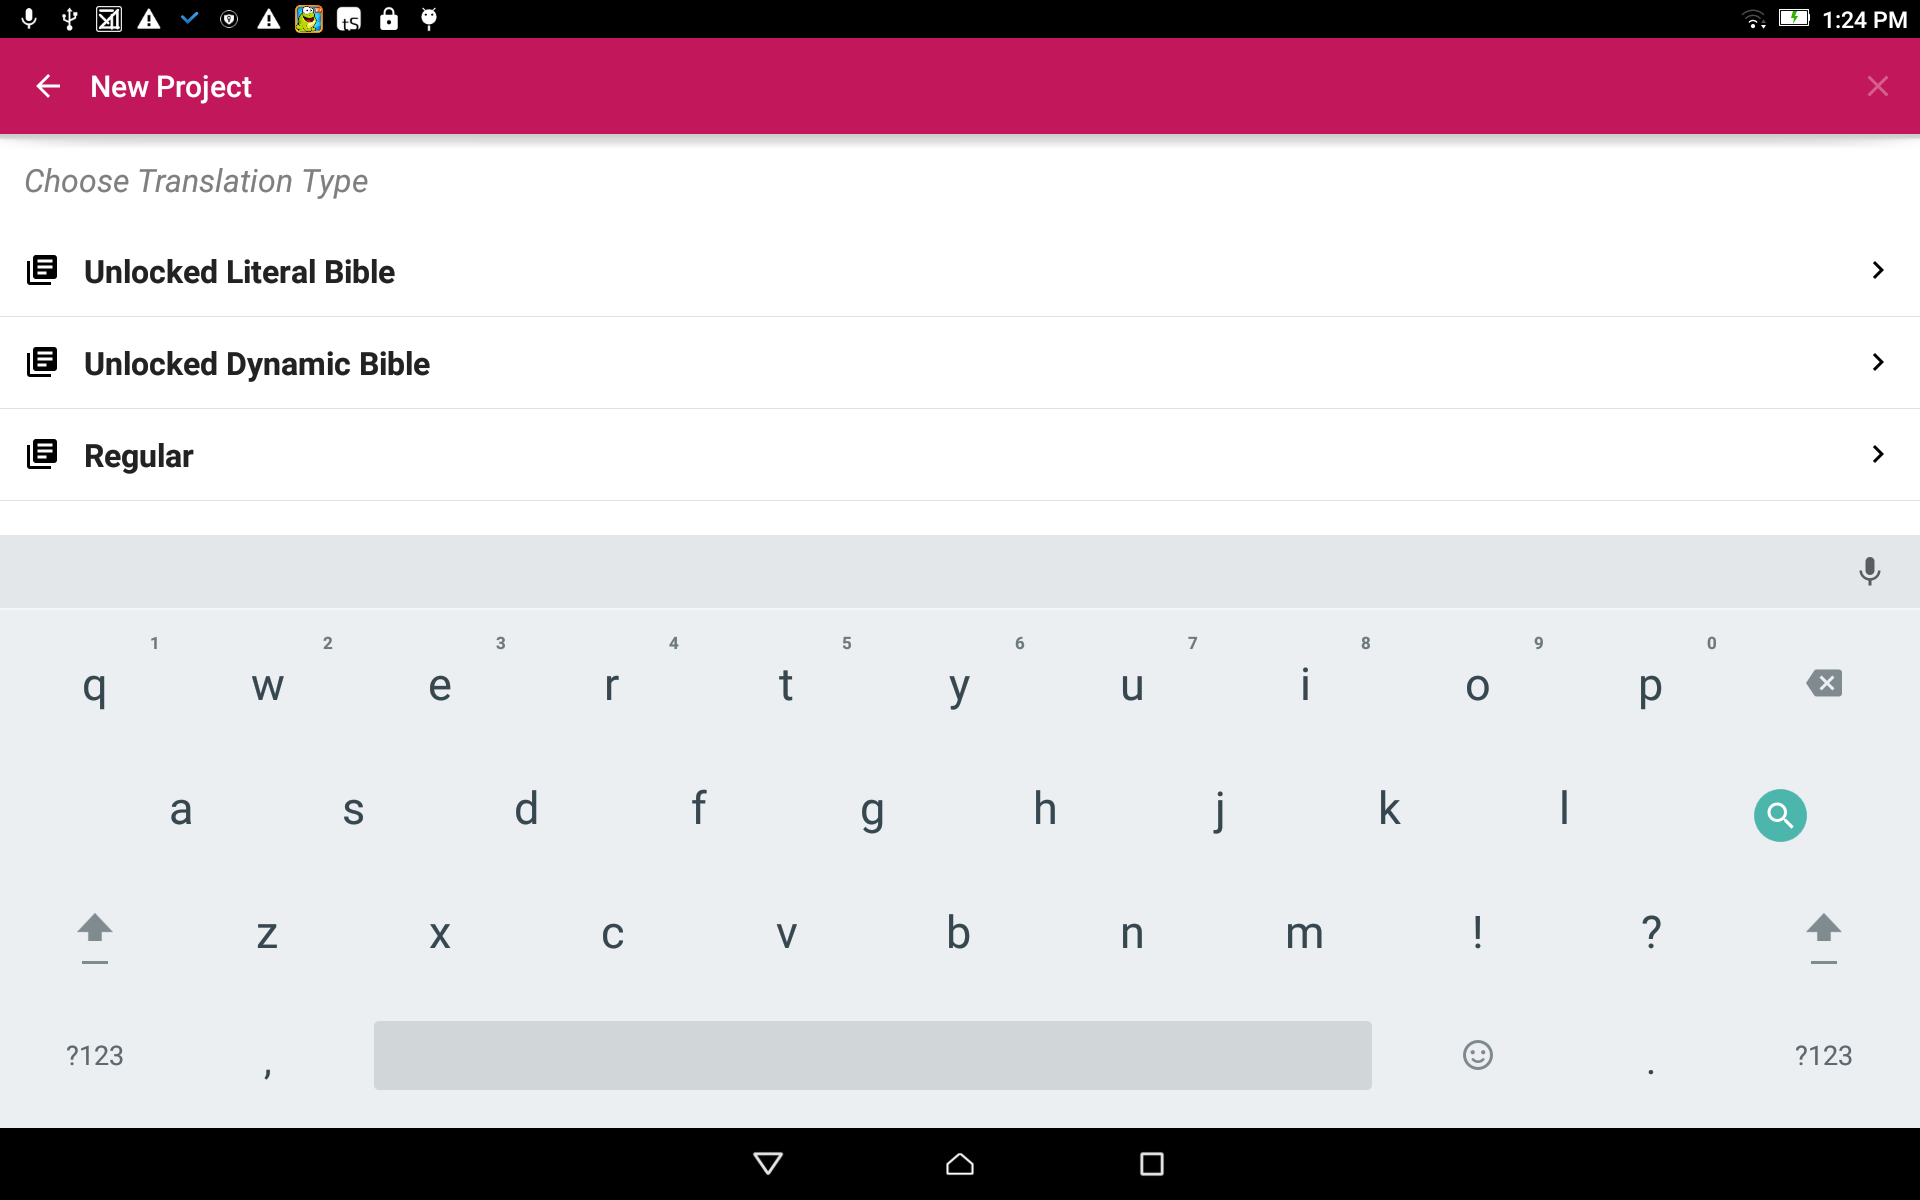 tS
1:24 PM
New Project
Choose Translation Type
Unlocked Literal Bible
Unlocked Dynamic Bible
Regular
1 2 3 4 5 6 7 8 9 0
q w e r t y u i o p
a s d f g h j k l
z x c v b n m ! ?
?123 , . ?123